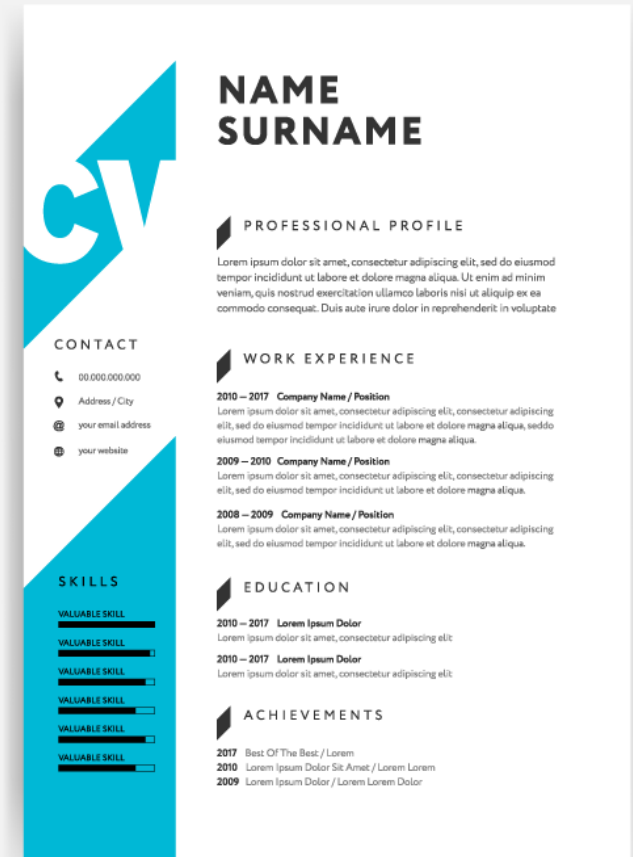 NAME
SURNAME
CV
CONTACT
00.000.000.000
Address / City
your email address
your website
SKILLS
VALUABLE SKILL
VALUABLE SKILL
VALUABLE SKILL
VALUABLE SKILL
VALUABLE SKILL
VALUABLE SKILL
PROFESSIONAL PROFILE
Lorem ipsum dolor sit amet, consectetur adipiscing elit, sed do eiusmod
tempor incididunt ut labore et dolore magna aliqua. Ut enim ad minim
veniam, quis nostrud exercitation ullamco laboris nisi ut aliquip ex ea
commodo consequat. Duis aute irure dolor in reprehenderit in voluptate
WORK EXPERIENCE
2010 — 2017 Company Name / Position
Lorem ipsum dolor sit amet, consectetur adipiscing elit, consectetur adipiscing
elit, sed do eiusmod tempor incididunt ut labore et dolore magna aliqua, seddo
eiusmod tempor incididunt ut labore et dolore magna aliqua.
2009 — 2010 Company Name / Position
Lorem ipsum dolor sit amet, consectetur adipiscing elit, consectetur adipiscing
elit, sed do eiusmod tempor incididunt ut labore et dolore magna aliqua.
2008 — 2009 Company Name / Position
Lorem ipsum dolor sit amet, consectetur adipiscing elit, consectetur adipiscing
elit, sed do eiusmod tempor incididunt ut labore et dolore magna aliqua.
EDUCATION
2010 — 2017 Lorem Ipsum Dolor
Lorem ipsum dolor sit amet, consectetur adipiscing elit
2010 — 2017 Lorem Ipsum Dolor
Lorem ipsum dolor sit amet, consectetur adipiscing elit
ACHIEVEMENTS
2017 Best Of The Best / Lorem
2010 Lorem Ipsum Dolor Sit Amet / Lorem Lorem
2009 Lorem Ipsum Dolor / Lorem Lorem Dolor